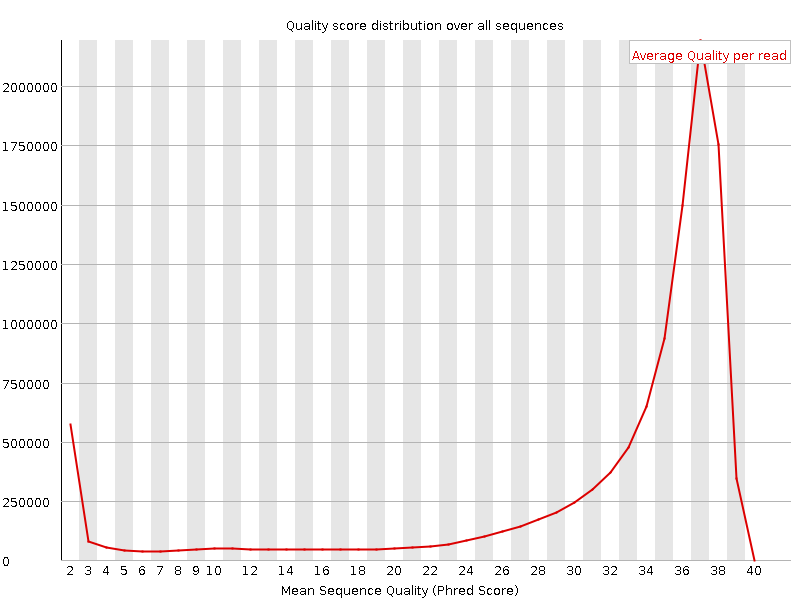 Quality score distribution over all sequences
Average Quality per read
2000000
1750000
1500000
1250000
1000000
750000
500000
250000
0
2 3 4 5 6 7 8 9 10 12 14 16 18 20 22 24 26 28 30 32 34 36 38 40
Mean Sequence Quality (Phred Score)